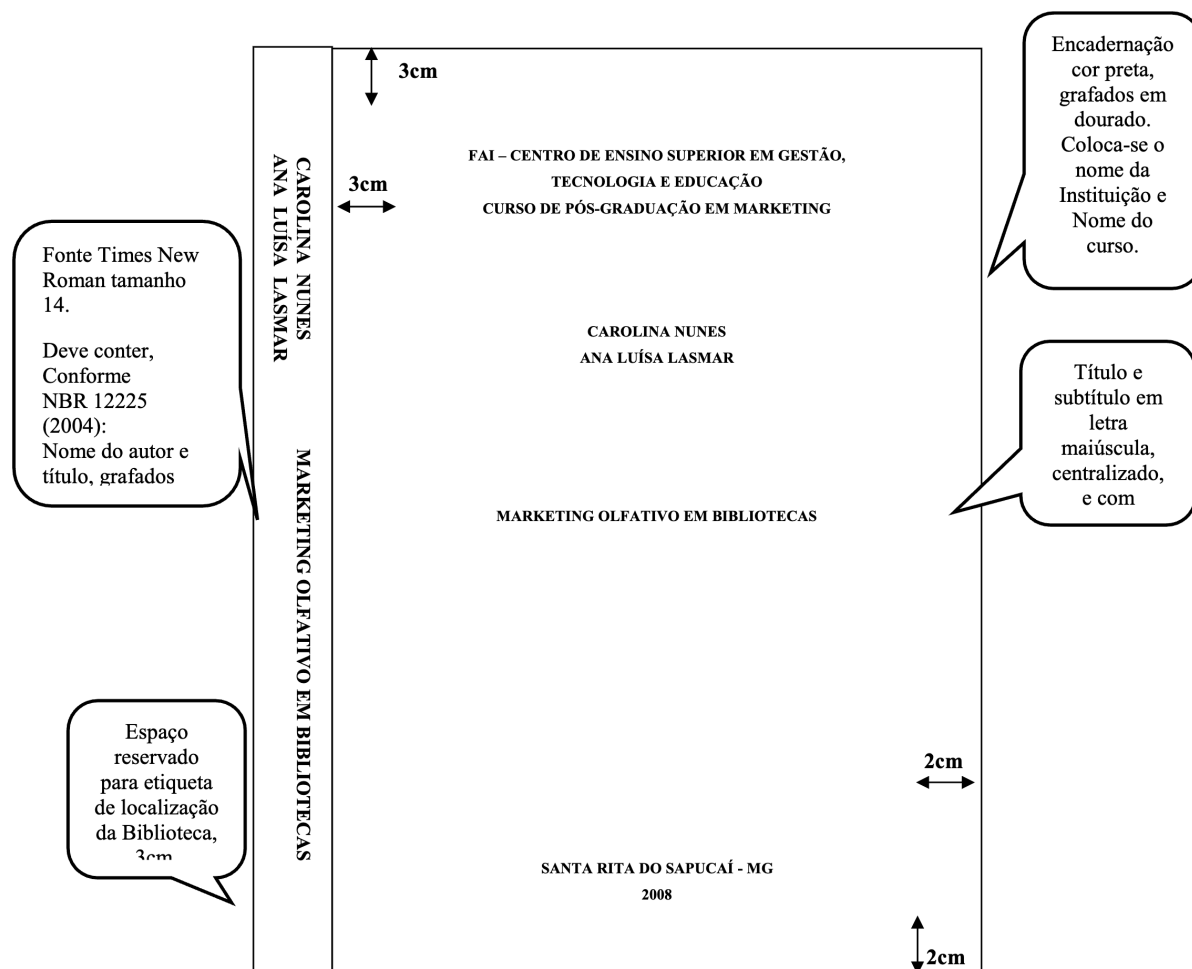 3cm
3cm
FAI – CENTRO DE ENSINO SUPERIOR EM GESTÃO,
TECNOLOGIA E EDUCAÇÃO
CURSO DE PÓS-GRADUAÇÃO EM MARKETING
CAROLINA NUNES
ANA LUÍSA LASMAR
MARKETING OLFATIVO EM BIBLIOTECAS
2cm
SANTA RITA DO SAPUCAÍ - MG
2008
2cm
CAROLINA NUNES
ANA LUÍSA LASMAR
MARKETING OLFATIVO EM BIBLIOTECAS
Fonte Times New
Roman tamanho
14.
Deve conter,
Conforme
NBR 12225
(2004):
Nome do autor e
título, grafados
Espaço
reservado
para etiqueta
de localização
da Biblioteca,
3cm
Encadernação
cor preta,
grafados em
dourado.
Coloca-se o
nome da
Instituição e
Nome do
curso.
Título e
subtítulo em
letra
maiúscula,
centralizado,
e com